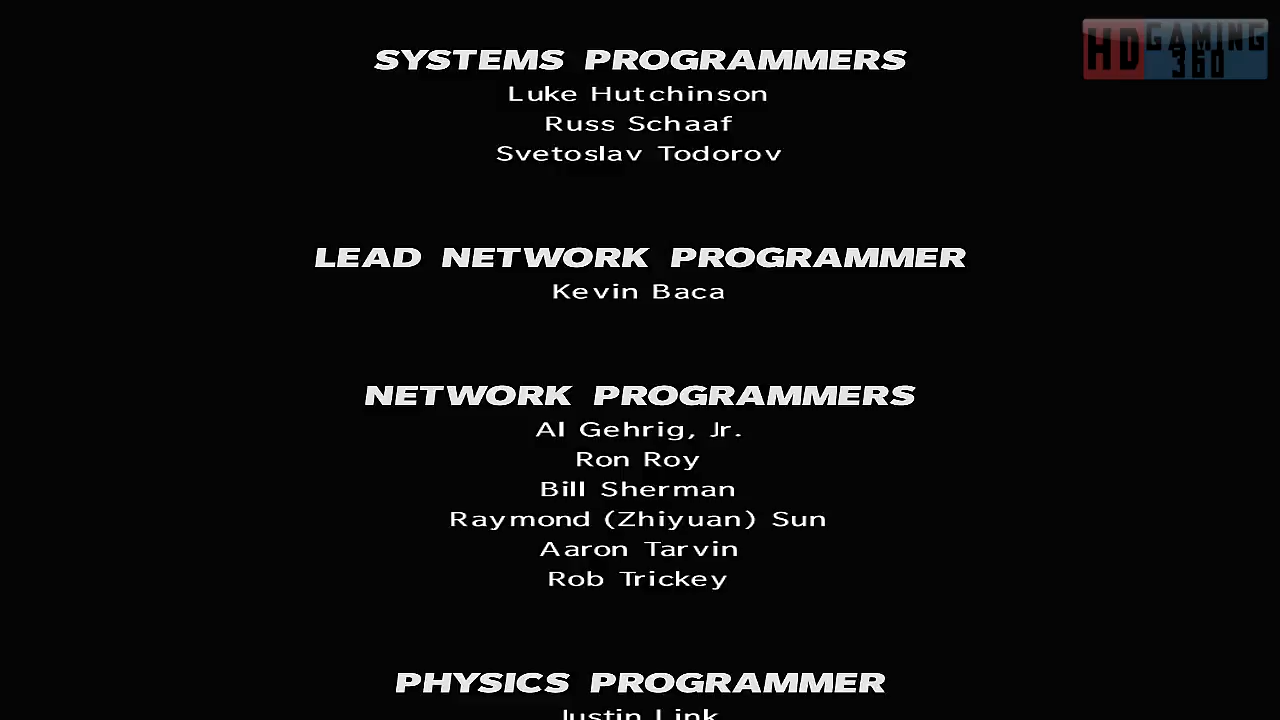 HD GAMING 360
SYSTEMS PROGRAMMERS
Luke Hutchinson
Russ Schaaf
Svetoslav Todorov
LEAD NETWORK PROGRAMMER
Kevin Baca
NETWORK PROGRAMMERS
Al Gehrig, Jr.
Ron Roy
Bill Sherman
Raymond (Zhiyuan) Sun
Aaron Tarvin
Rob Trickey
PHYSICS PROGRAMMER
Justin Link